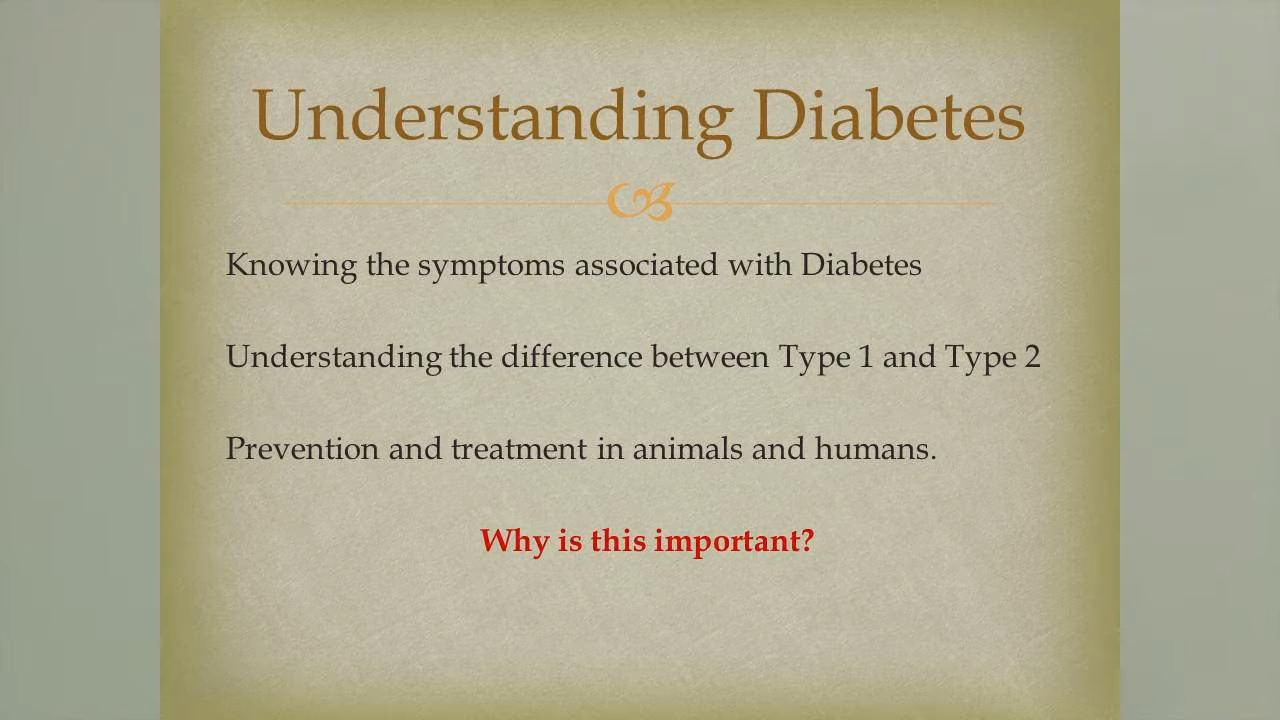 Understanding Diabetes
Knowing the symptoms associated with Diabetes
Understanding the difference between Type 1 and Type 2
Prevention and treatment in animals and humans.
Why is this important?